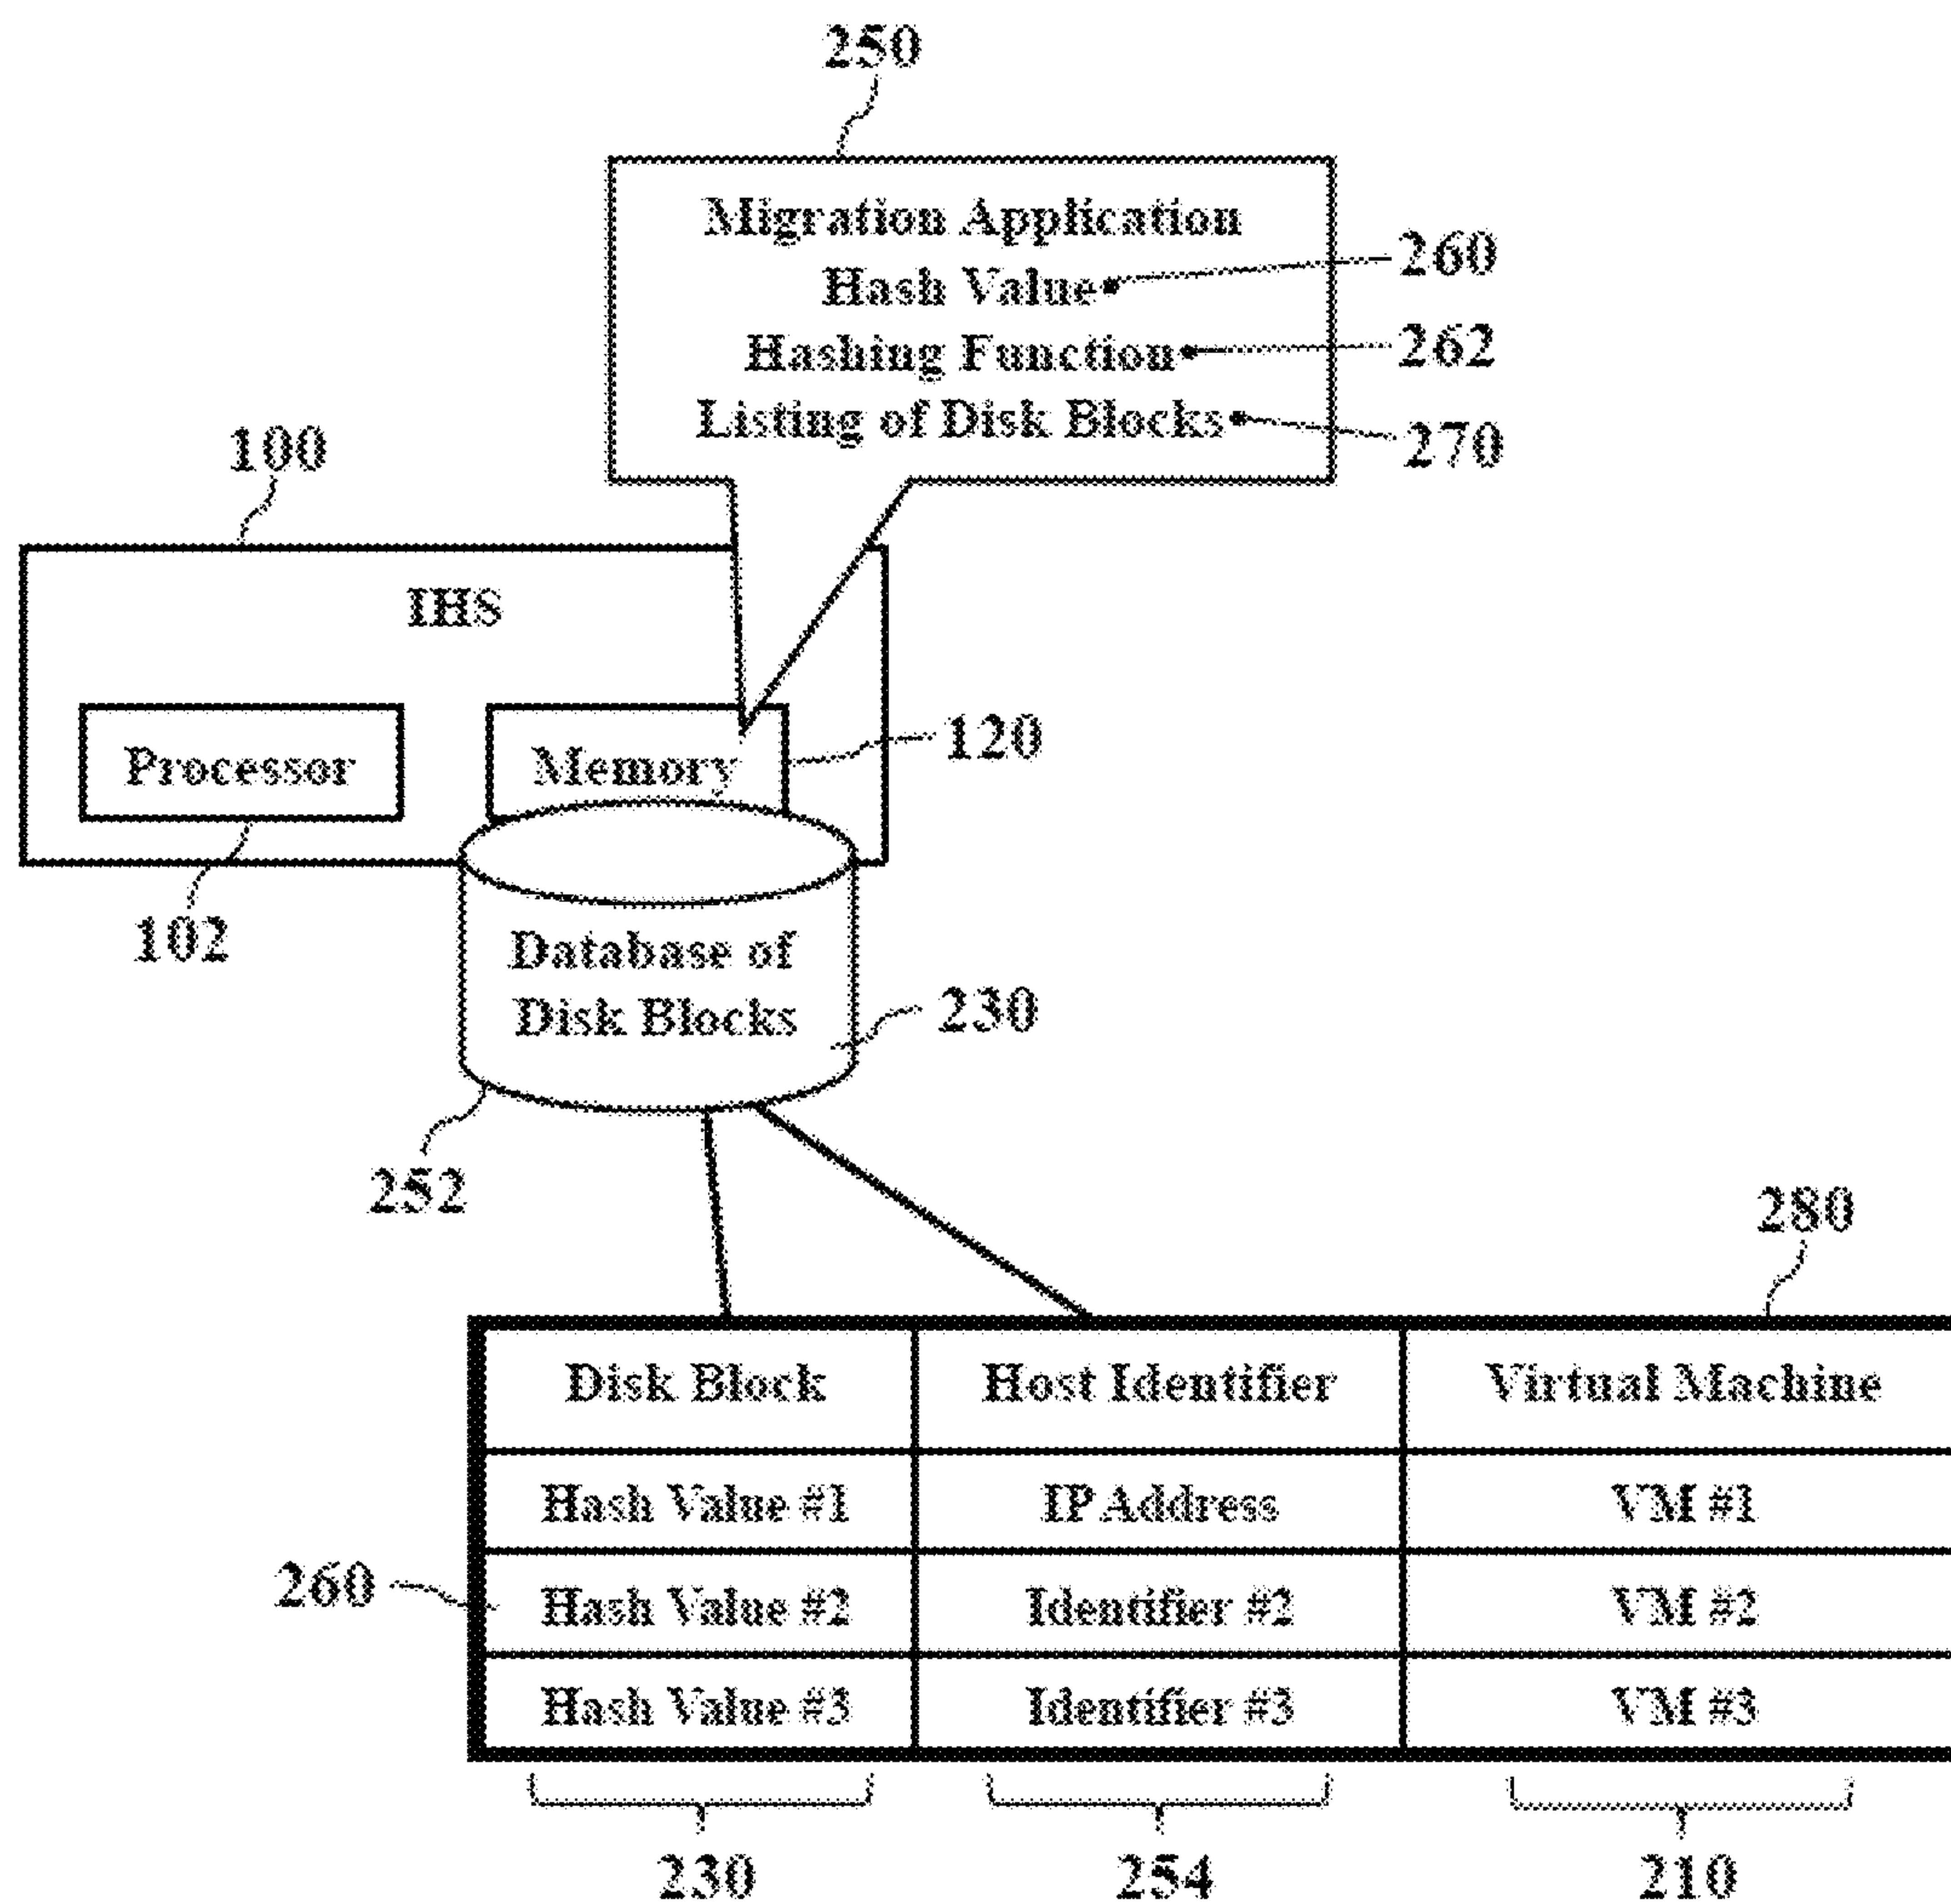 250
Migration Application
Hash Value
260
Hashing Function
262
Listing of Disk Blocks
270
100
IHS
Processor
Memory
120
102
Database of
Disk Blocks
230
252
280
Disk Block Host Identifier Virtual Machine
Hash Value #1 IP Address VM #1
260
Hash Value #2 Identifier #2 VM #2
Hash Value #3 Identifier #3 VM #3
230 254 210